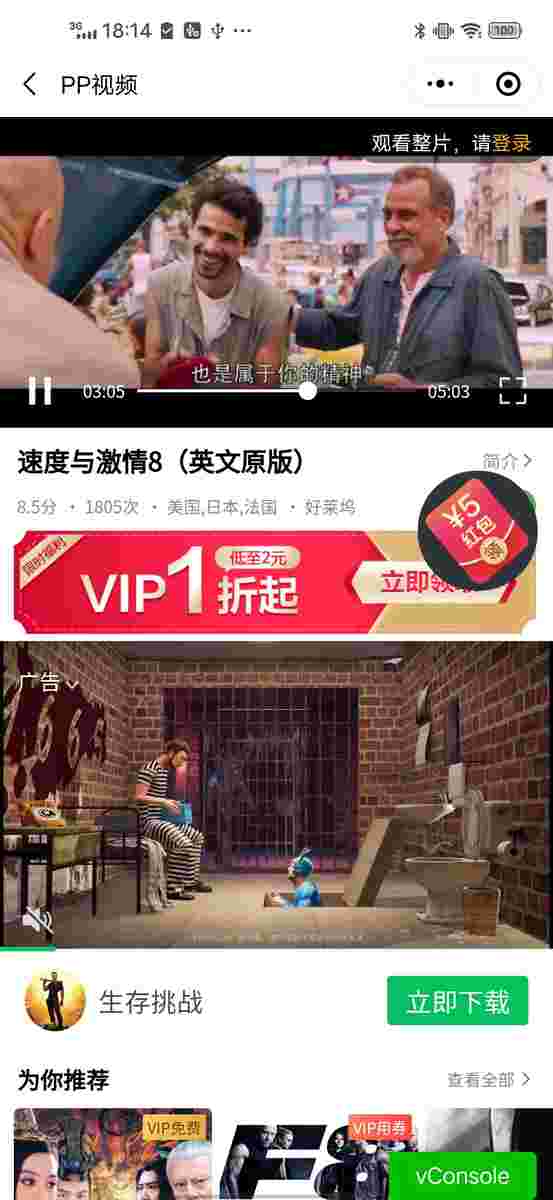 3G 18:14 100
PP视频
观看整片，请登录
也是属于你的精神
03:05 05:03
速度与激情8（英文原版）
简介
8.5分 · 1805次 · 美国,日本,法国 · 好莱坞
¥5
红包
领
限时福利
VIP1折起
低至2元
立即领
广告
666
生存挑战
立即下载
为你推荐
查看全部
VIP免费
VIP用券
F8
vConsole